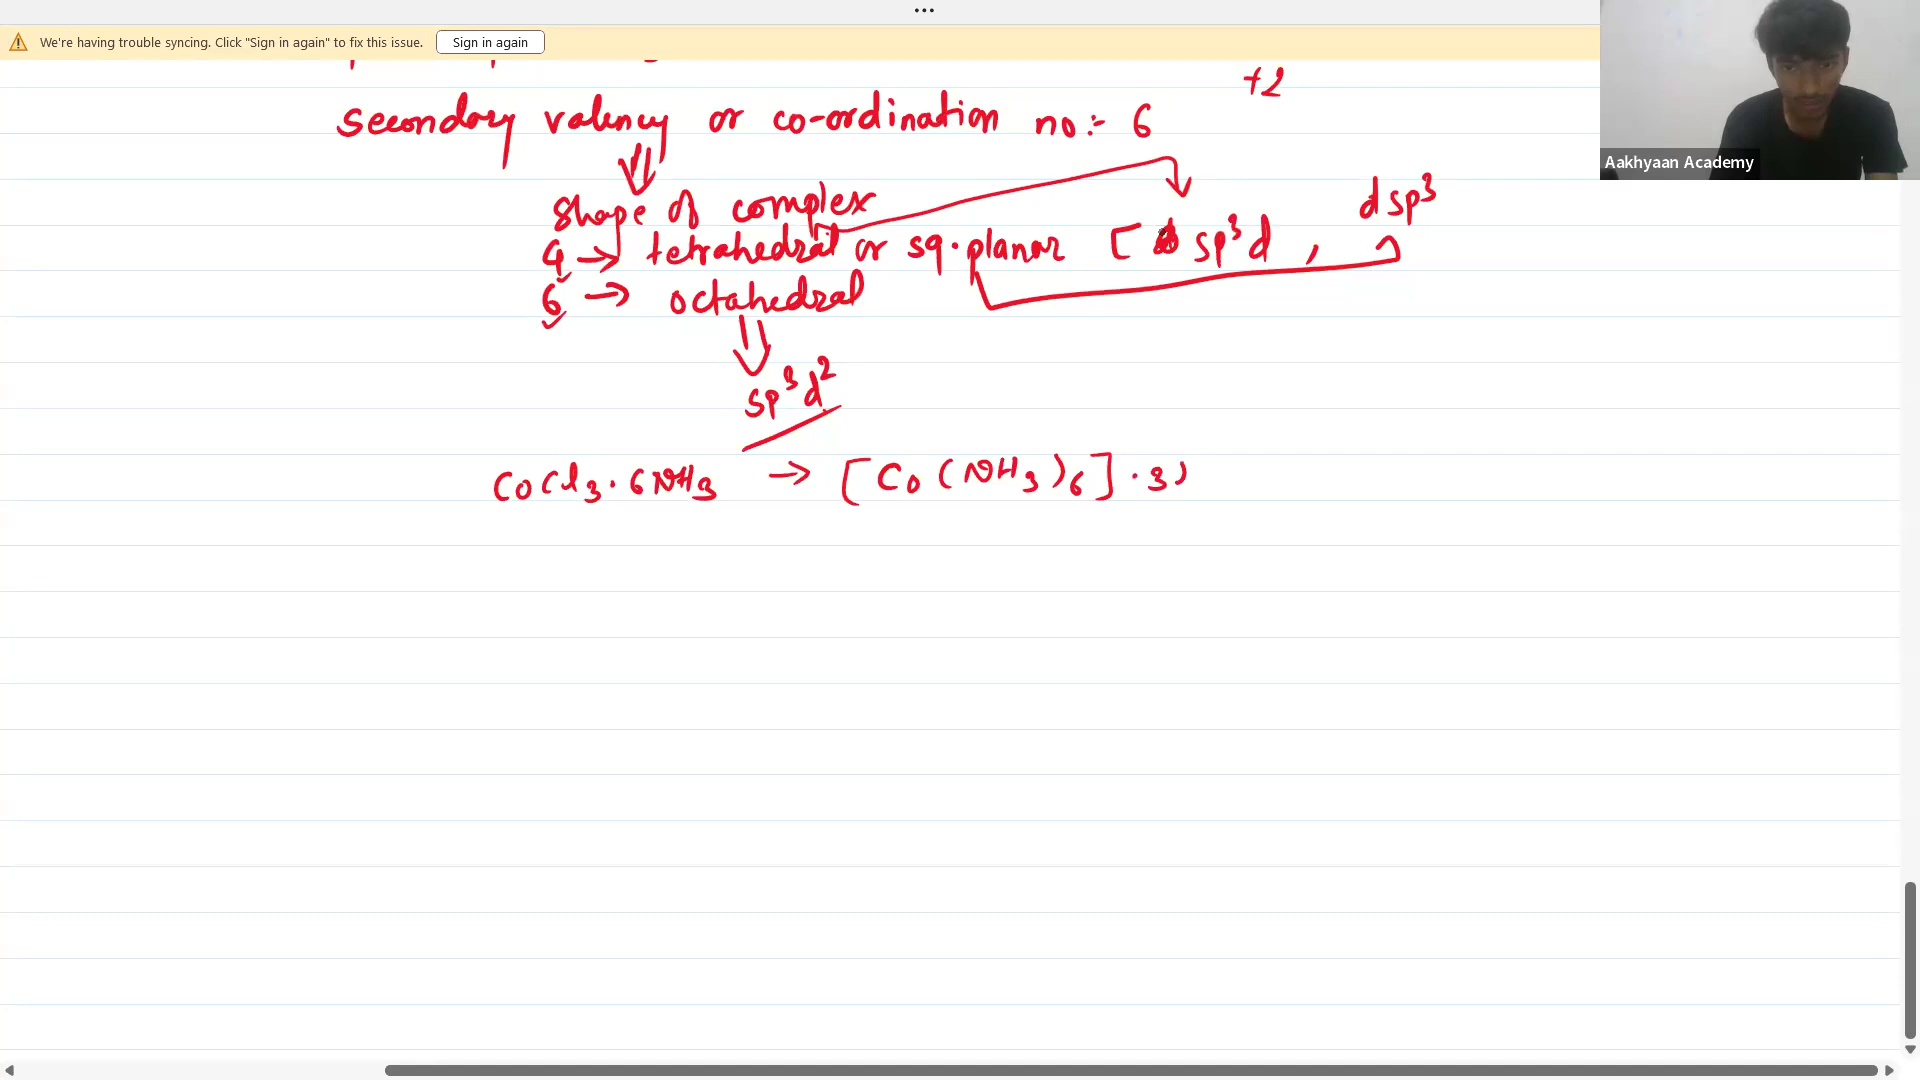 •••
We're having trouble syncing. Click "Sign in again" to fix this issue. Sign in again
+2
secondary valency or co-ordination no:- 6
Aakhyaan Academy
shape of complex
dsp³
4 → tetrahedral or sq. planar [ sp³d ,
6 → octahedral
sp³d²
CoCl₃.6NH₃ → [Co(NH₃)₆].3